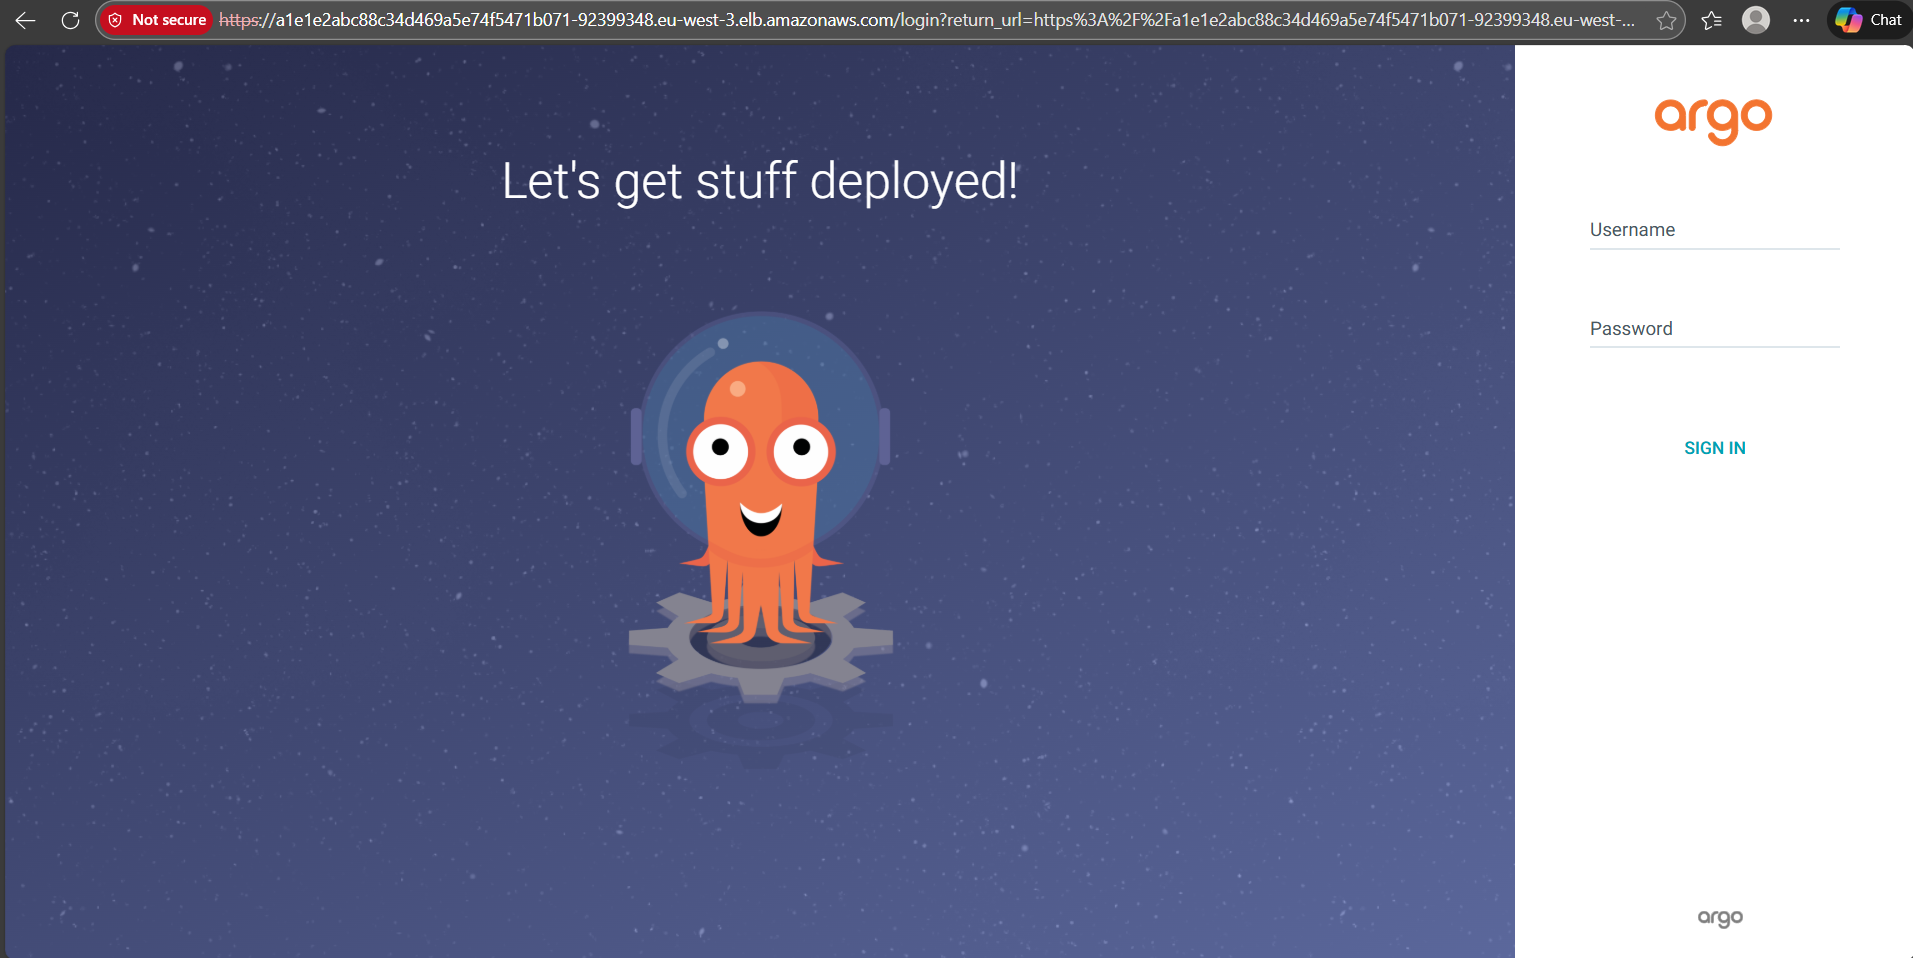 Not secure
https://a1e1e2abc88c34d469a5e74f5471b071-92399348.eu-west-3.elb.amazonaws.com/login?return_url=https%3A%2F%2Fa1e1e2abc88c34d469a5e74f5471b071-92399348.eu-west-...
Chat
Let's get stuff deployed!
argo
Username
Password
SIGN IN
argo